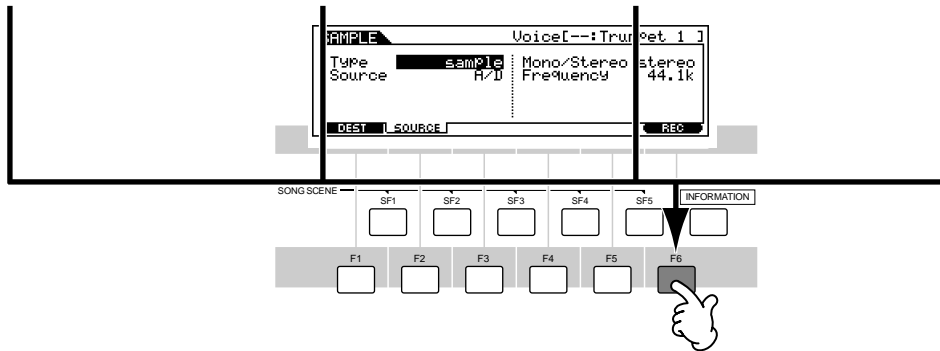 SAMPLE Voice[--:Trumpet 1 ]
Type sample Mono/Stereo stereo
Source A/D Frequency 44.1k
DEST SOURCE REC
SONG SCENE SF1 SF2 SF3 SF4 SF5 INFORMATION
F1 F2 F3 F4 F5 F6